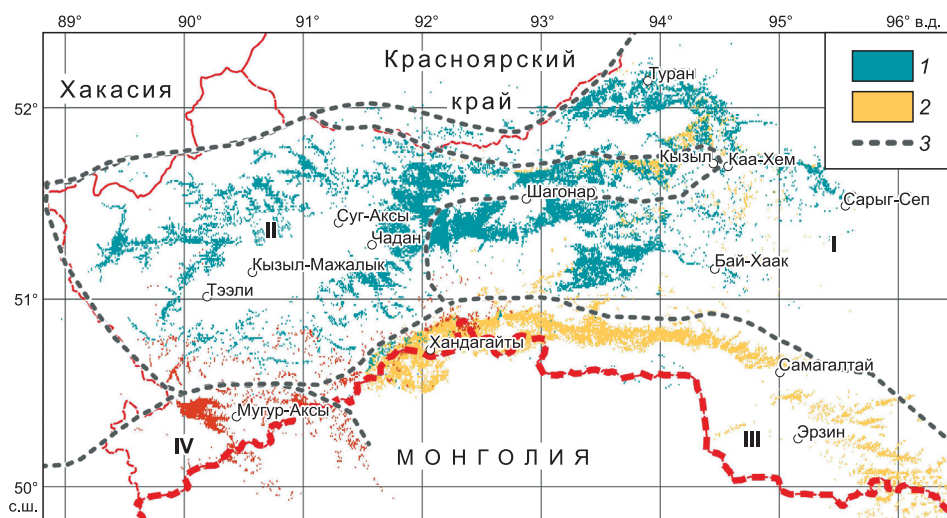 89° 90° 91° 92° 93° 94° 95° 96° в.д.
Красноярский
Туран
1
Хакасия
край
2
52°
3
Кызыл
Каа-Хем
Шагонар
Сарыг-Сеп
Суг-Аксы
II
Чадан
I
Кызыл-Мажалык
Бай-Хаак
Тээли
51°
Хандагайты
Самагалтай
Мугур-Аксы
Эрзин
IV
III
МОНГОЛИЯ
50°
с.ш.